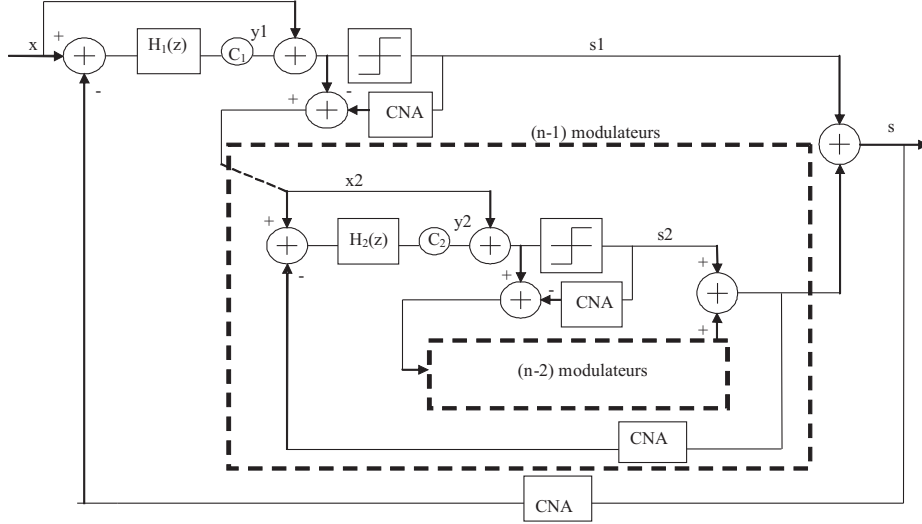 x
+
-
H1(z)
C1
y1
+
-
CNA
s1
s
(n-1) modulateurs
x2
+
-
H2(z)
C2
y2
+
-
CNA
s2
+
+
(n-2) modulateurs
CNA
CNA